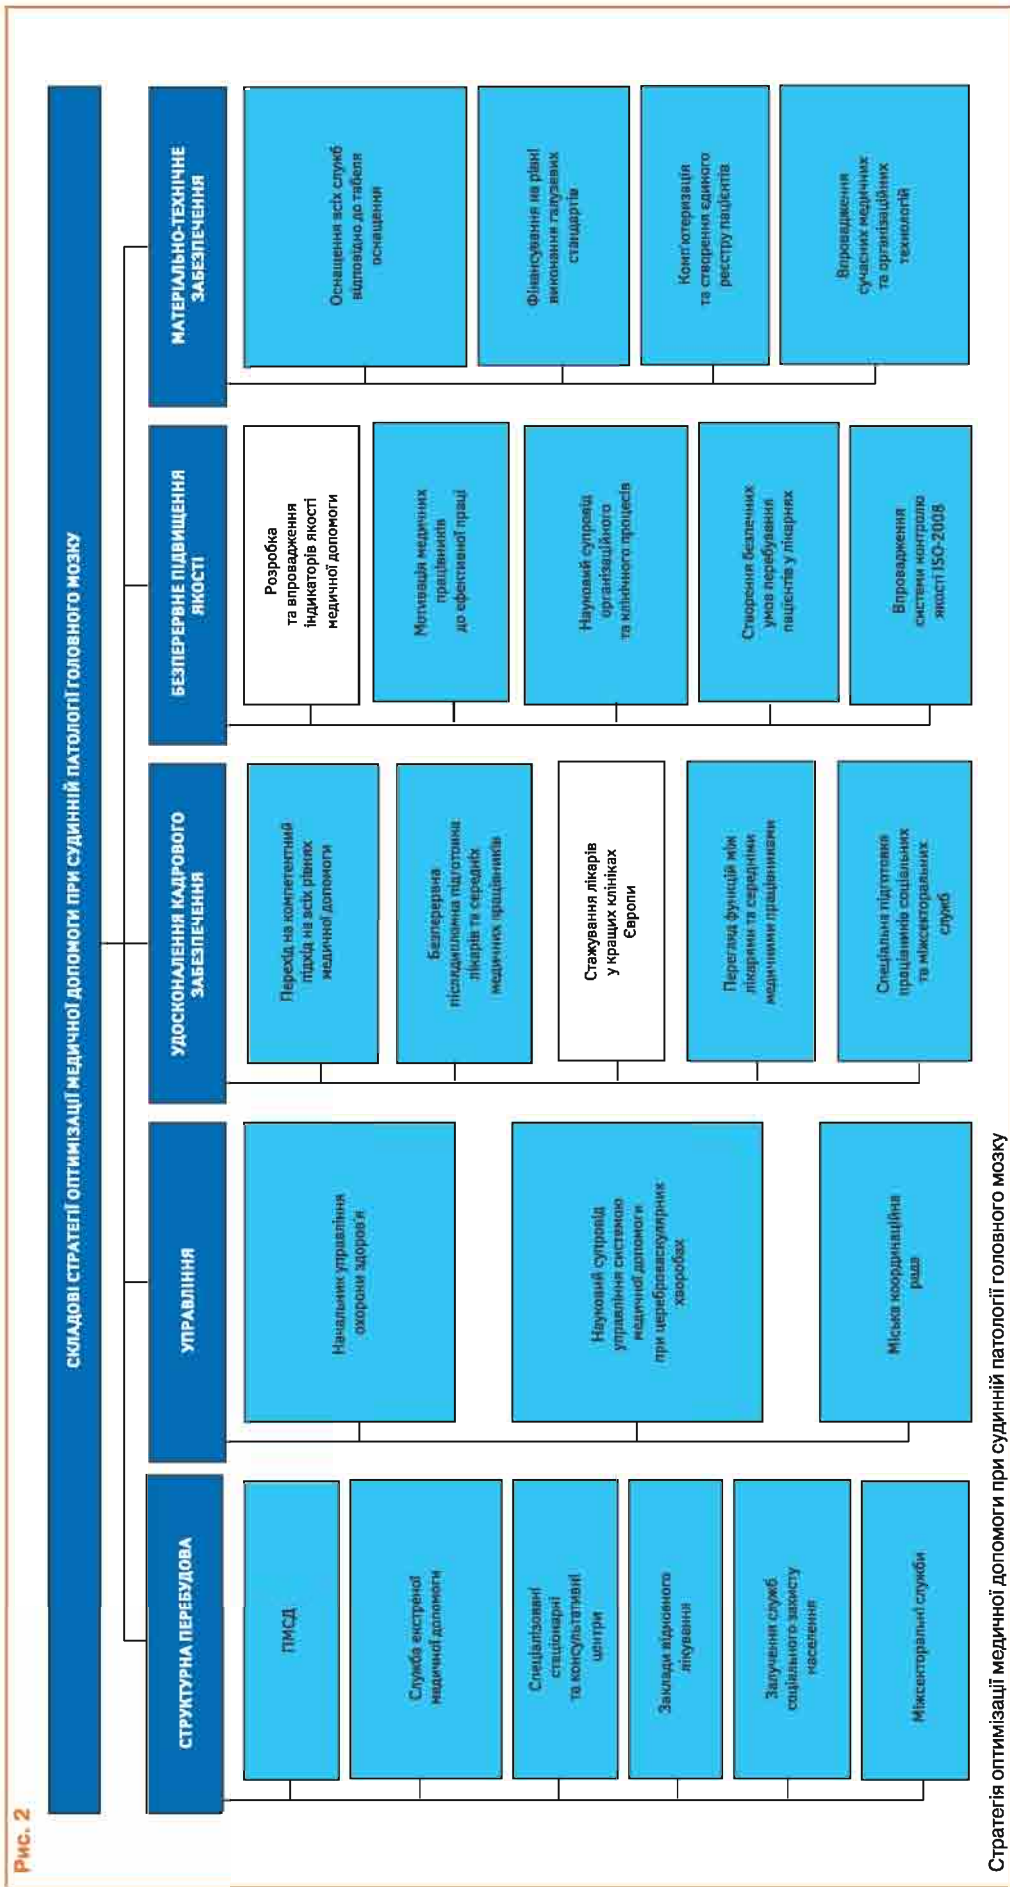 Рис. 2
СКЛАДОВІ СТРАТЕГІЇ ОПТИМІЗАЦІЇ МЕДИЧНОЇ ДОПОМОГИ ПРИ СУДИННІЙ ПАТОЛОГІЇ ГОЛОВНОГО МОЗКУ
СТРУКТУРНА ПЕРЕБУДОВА
ПМСД
Служба екстреної
медичної допомоги
Спеціалізовані
стаціонарні
та консультативні
центри
Заклади відновного
лікування
Залучення служб
соціального захисту
населення
Міжсекторальні служби
УПРАВЛІННЯ
Начальник управління
охорони здоров'я
Науковий супровід
управління системою
медичної допомоги
при цереброваскулярних
хворобах
Міська координаційна
рада
УДОСКОНАЛЕННЯ КАДРОВОГО
ЗАБЕЗПЕЧЕННЯ
Перехід на компетентний
підхід на всіх рівнях
медичної допомоги
Безперервна
післядипломна підготовка
лікарів та середніх
медичних працівників
Стажування лікарів
у кращих клініках
Європи
Перегляд функцій між
лікарями та середніми
медичними працівниками
Спеціальна підготовка
працівників соціальних
та міжсекторальних
служб
БЕЗПЕРЕРВНЕ ПІДВИЩЕННЯ
ЯКОСТІ
Розробка
та впровадження
індикаторів якості
медичної допомоги
Мотивація медичних
працівників
до ефективної праці
Науковий супровід
організаційного
та клінічного процесів
Створення безпечних
умов перебування
пацієнтів у лікарнях
Впровадження
системи контролю
якості ISO-2008
МАТЕРІАЛЬНО-ТЕХНІЧНЕ
ЗАБЕЗПЕЧЕННЯ
Оснащення всіх служб
відповідно до табеля
оснащення
Фінансування на рівні
виконання галузевих
стандартів
Комп'ютеризація
та створення єдиного
реєстру пацієнтів
Впровадження
сучасних медичних
та організаційних
технологій
Стратегія оптимізації медичної допомоги при судинній патології головного мозку